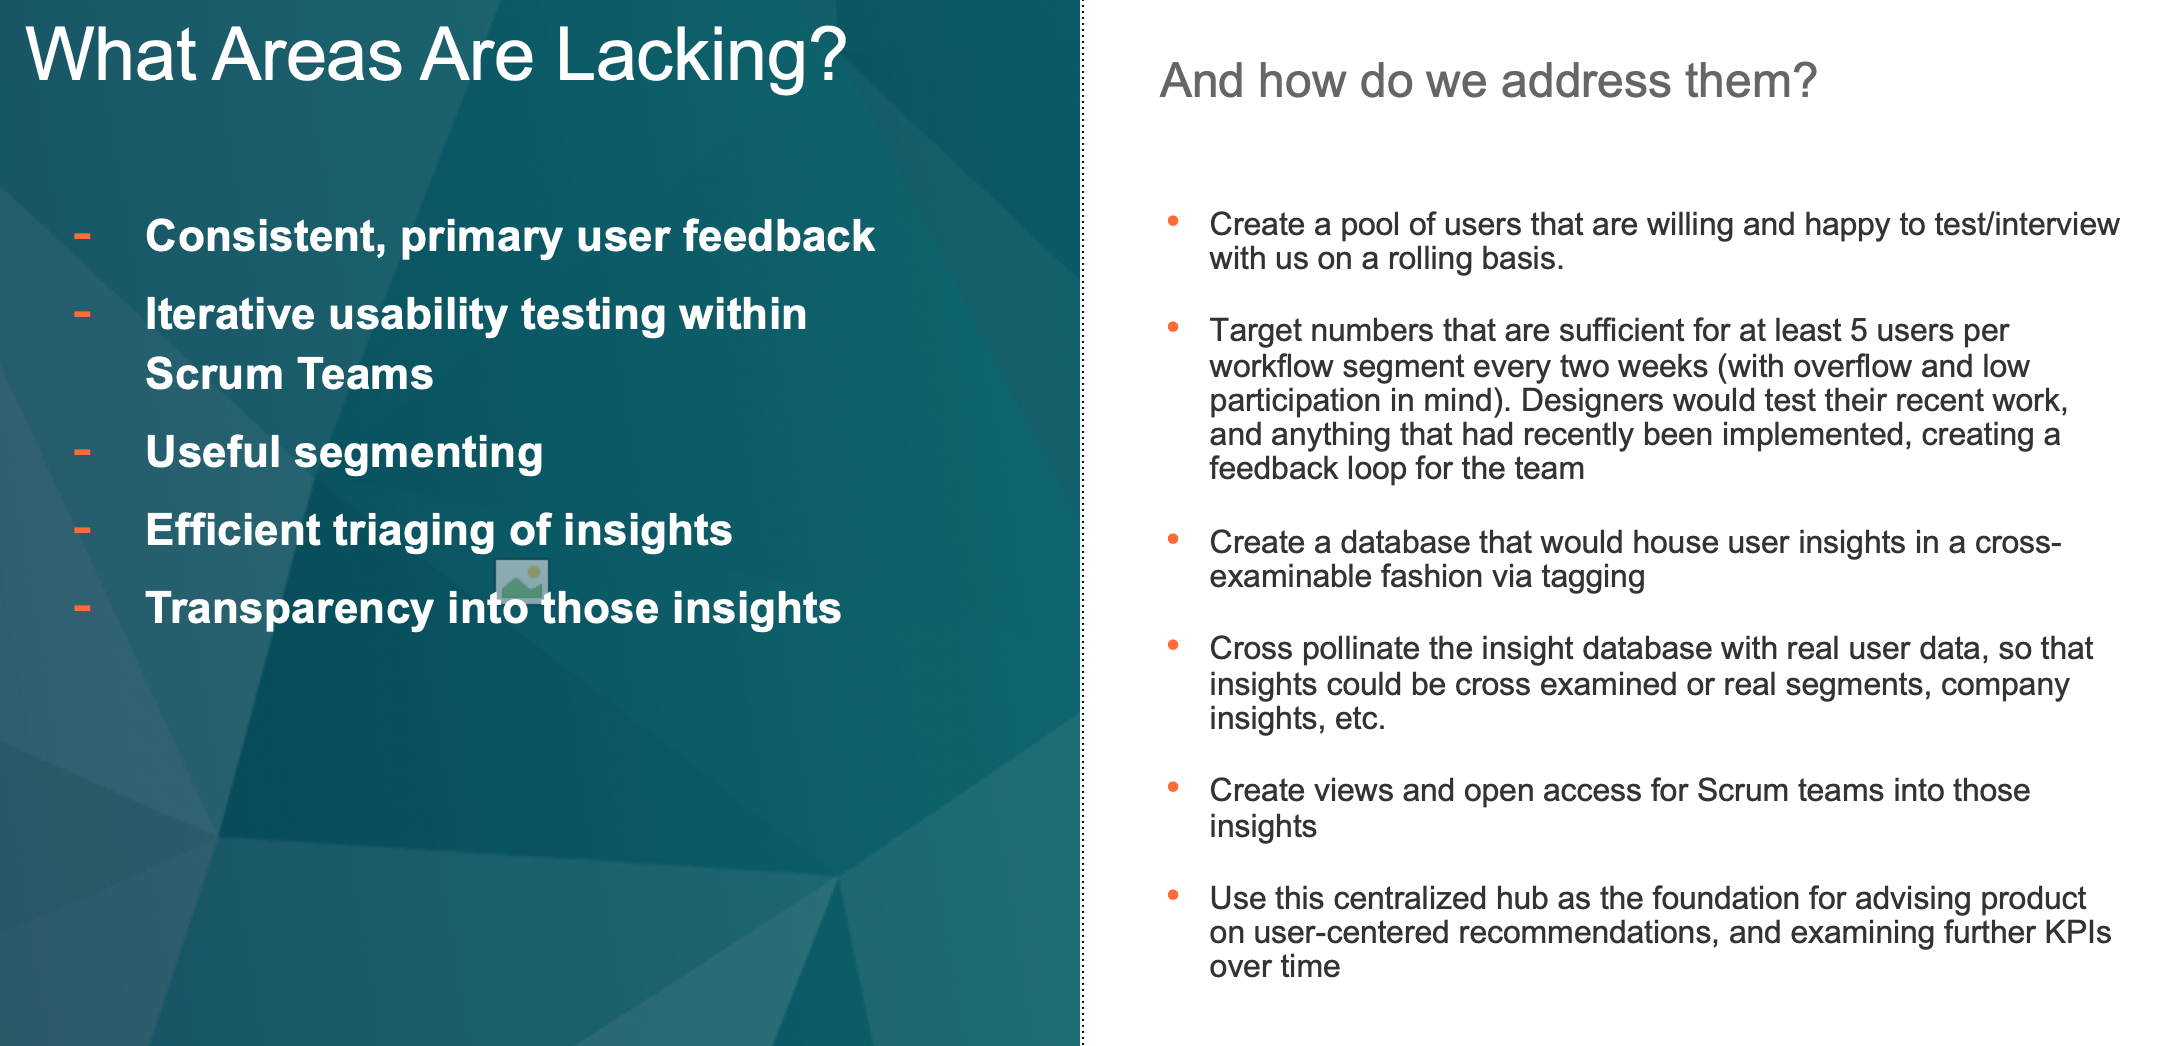 What Areas Are Lacking?
- Consistent, primary user feedback
- Iterative usability testing within
Scrum Teams
- Useful segmenting
- Efficient triaging of insights
- Transparency into those insights
And how do we address them?
• Create a pool of users that are willing and happy to test/interview
with us on a rolling basis.
• Target numbers that are sufficient for at least 5 users per
workflow segment every two weeks (with overflow and low
participation in mind). Designers would test their recent work,
and anything that had recently been implemented, creating a
feedback loop for the team
• Create a database that would house user insights in a cross-
examinable fashion via tagging
• Cross pollinate the insight database with real user data, so that
insights could be cross examined or real segments, company
insights, etc.
• Create views and open access for Scrum teams into those
insights
• Use this centralized hub as the foundation for advising product
on user-centered recommendations, and examining further KPIs
over time